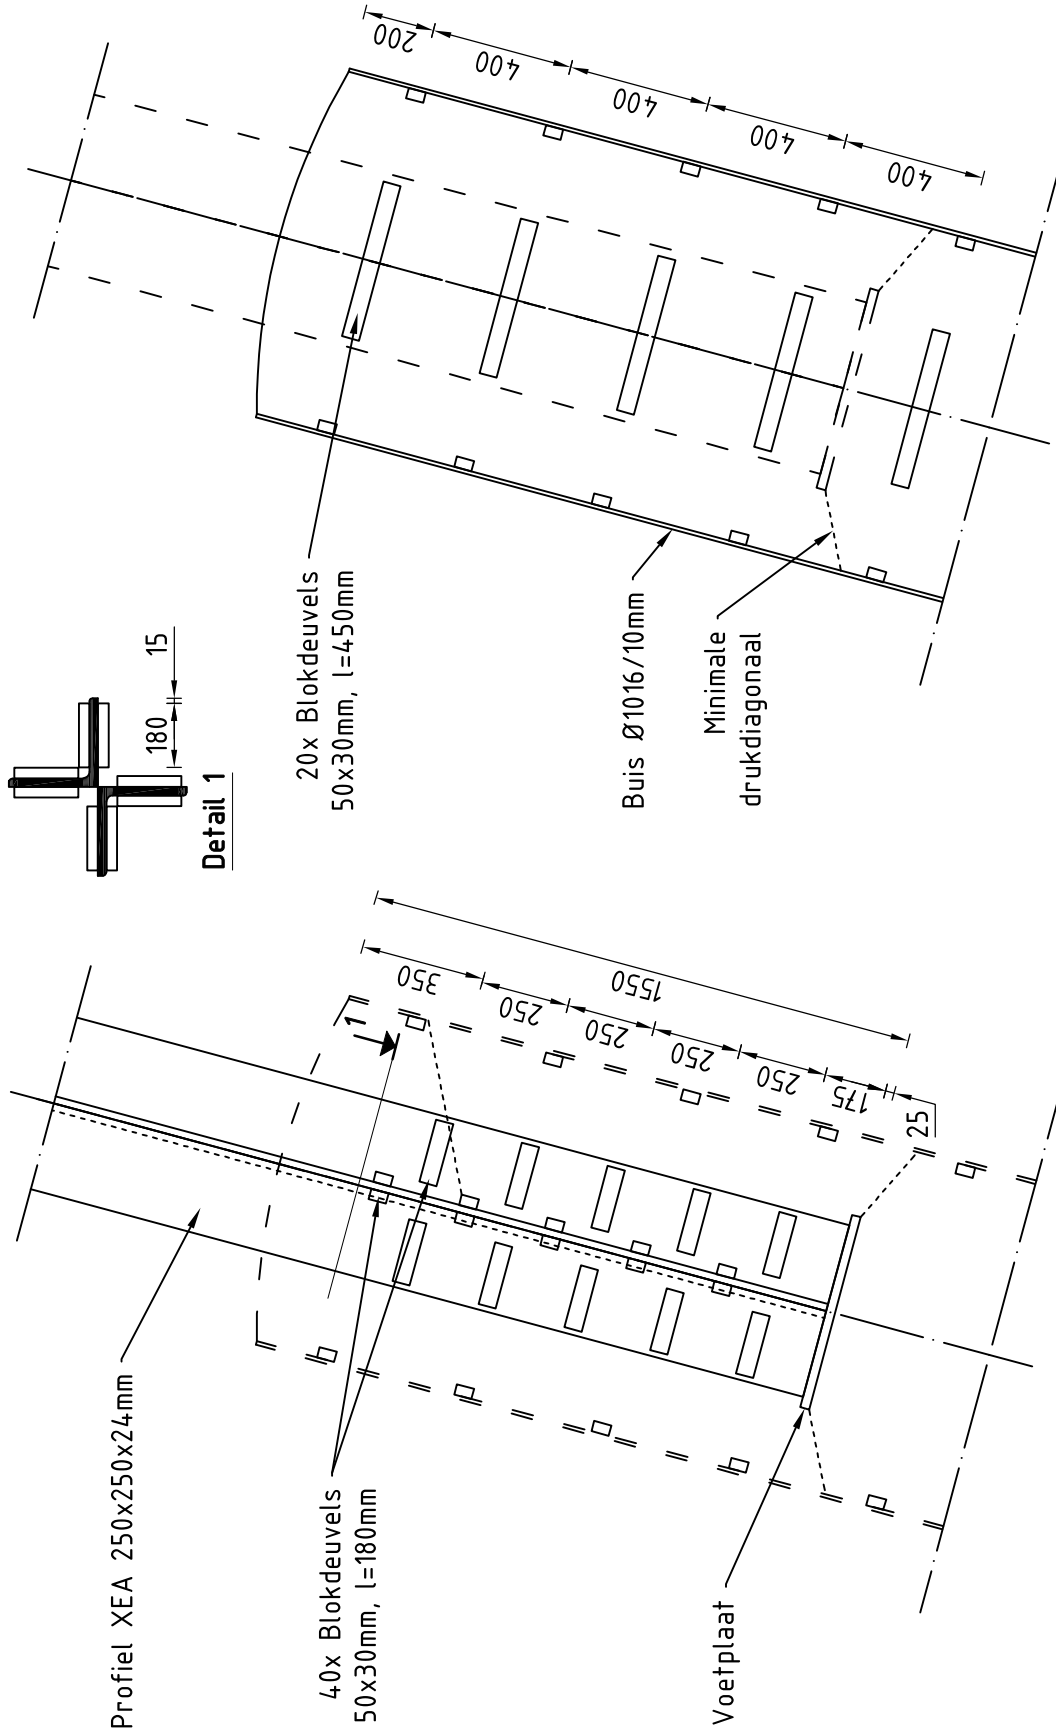 Profiel XEA 250x250x24mm
40x Blokdeuvels
50x30mm, l=180mm
Voetplaat
1
350
250
250
250
250
175
25
1550
180
15
Detail 1
20x Blokdeuvels
50x30mm, l=450mm
Buis Ø1016/10mm
Minimale
drukdiagonaal
200
400
400
400
400